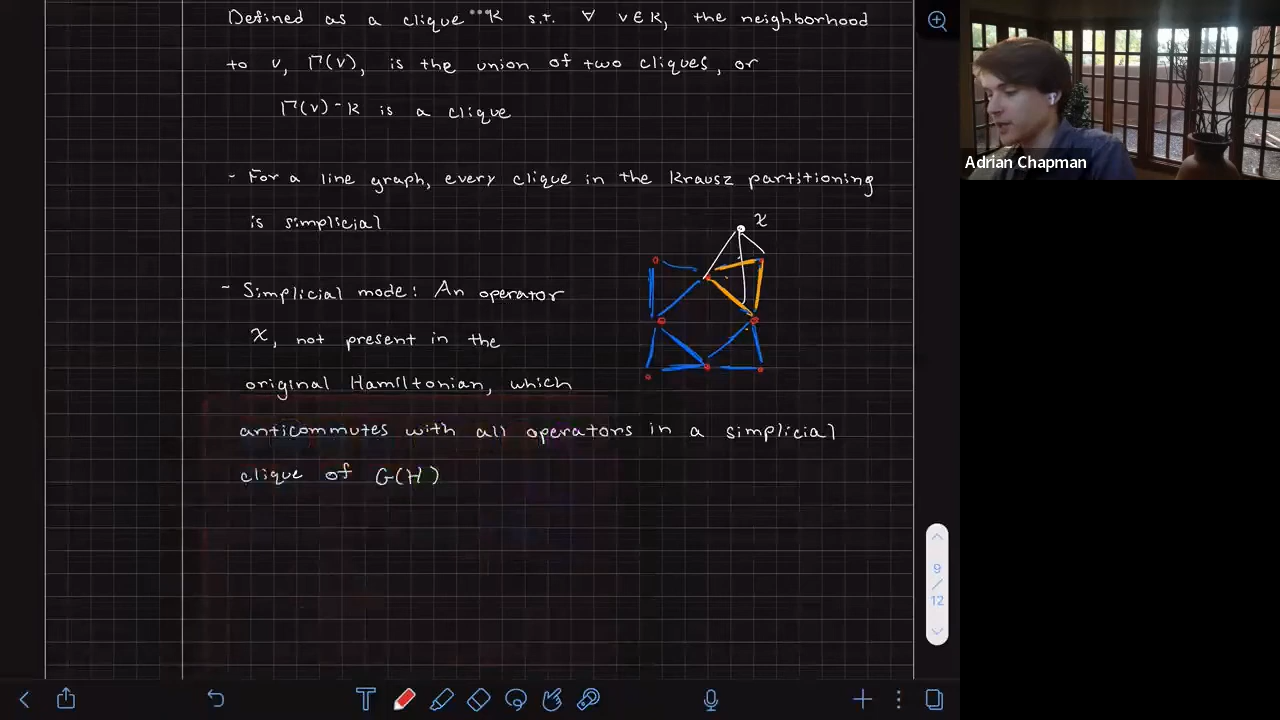 Defined as a clique K s.t. ∀ v ∈ K, the neighborhood
to v, Γ(v), is the union of two cliques, or
Γ(v) - K is a clique
- For a line graph, every clique in the Krausz partitioning
is simplicial
χ
- Simplicial mode: An operator
χ, not present in the
original Hamiltonian, which
anticommutes with all operators in a simplicial
clique of G(H)
Adrian Chapman
9
/
12
T